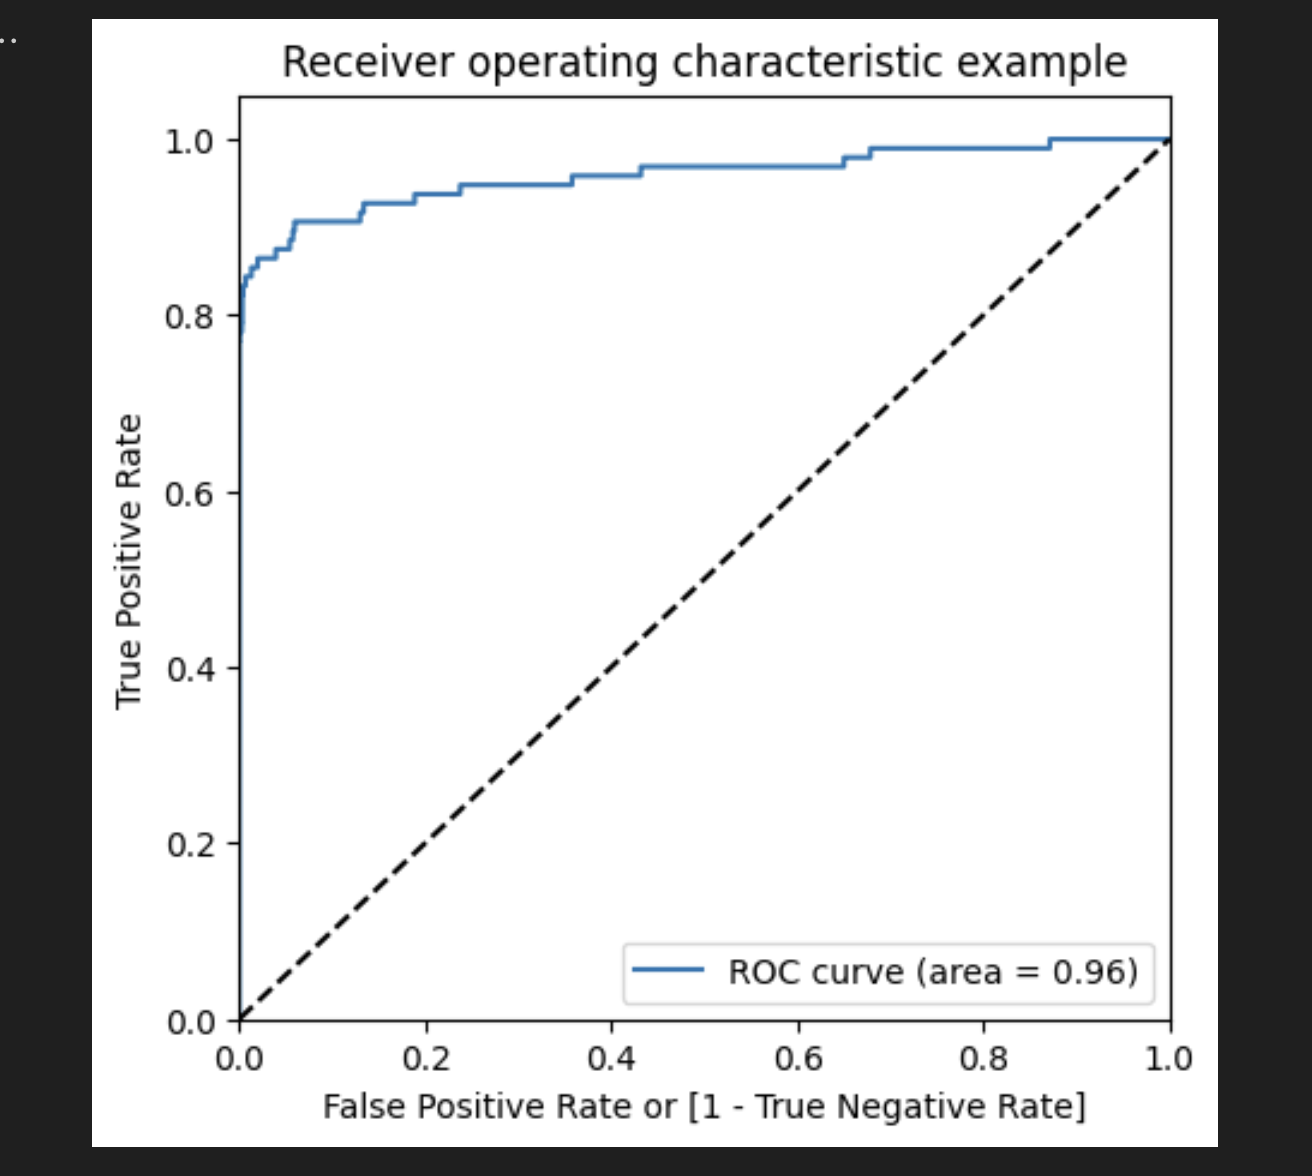 ..
Receiver operating characteristic example
1.0
0.8
0.6
0.4
0.2
0.0
True Positive Rate
0.0 0.2 0.4 0.6 0.8 1.0
False Positive Rate or [1 - True Negative Rate]
ROC curve (area = 0.96)